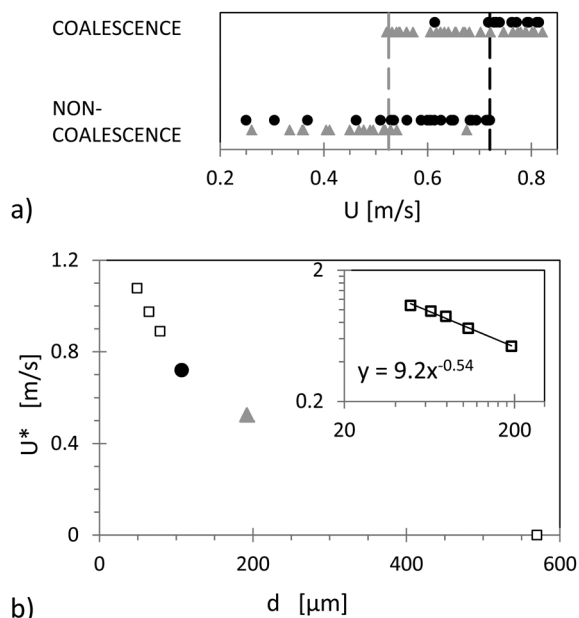 COALESCENCE
NON-
COALESCENCE
0.2 0.4 0.6 0.8
a)
U [m/s]
1.2
0.8
0.4
0
U* [m/s]
2
0.2
20 200
y = 9.2x^-0.54
0 200 400 600
b)
d [μm]